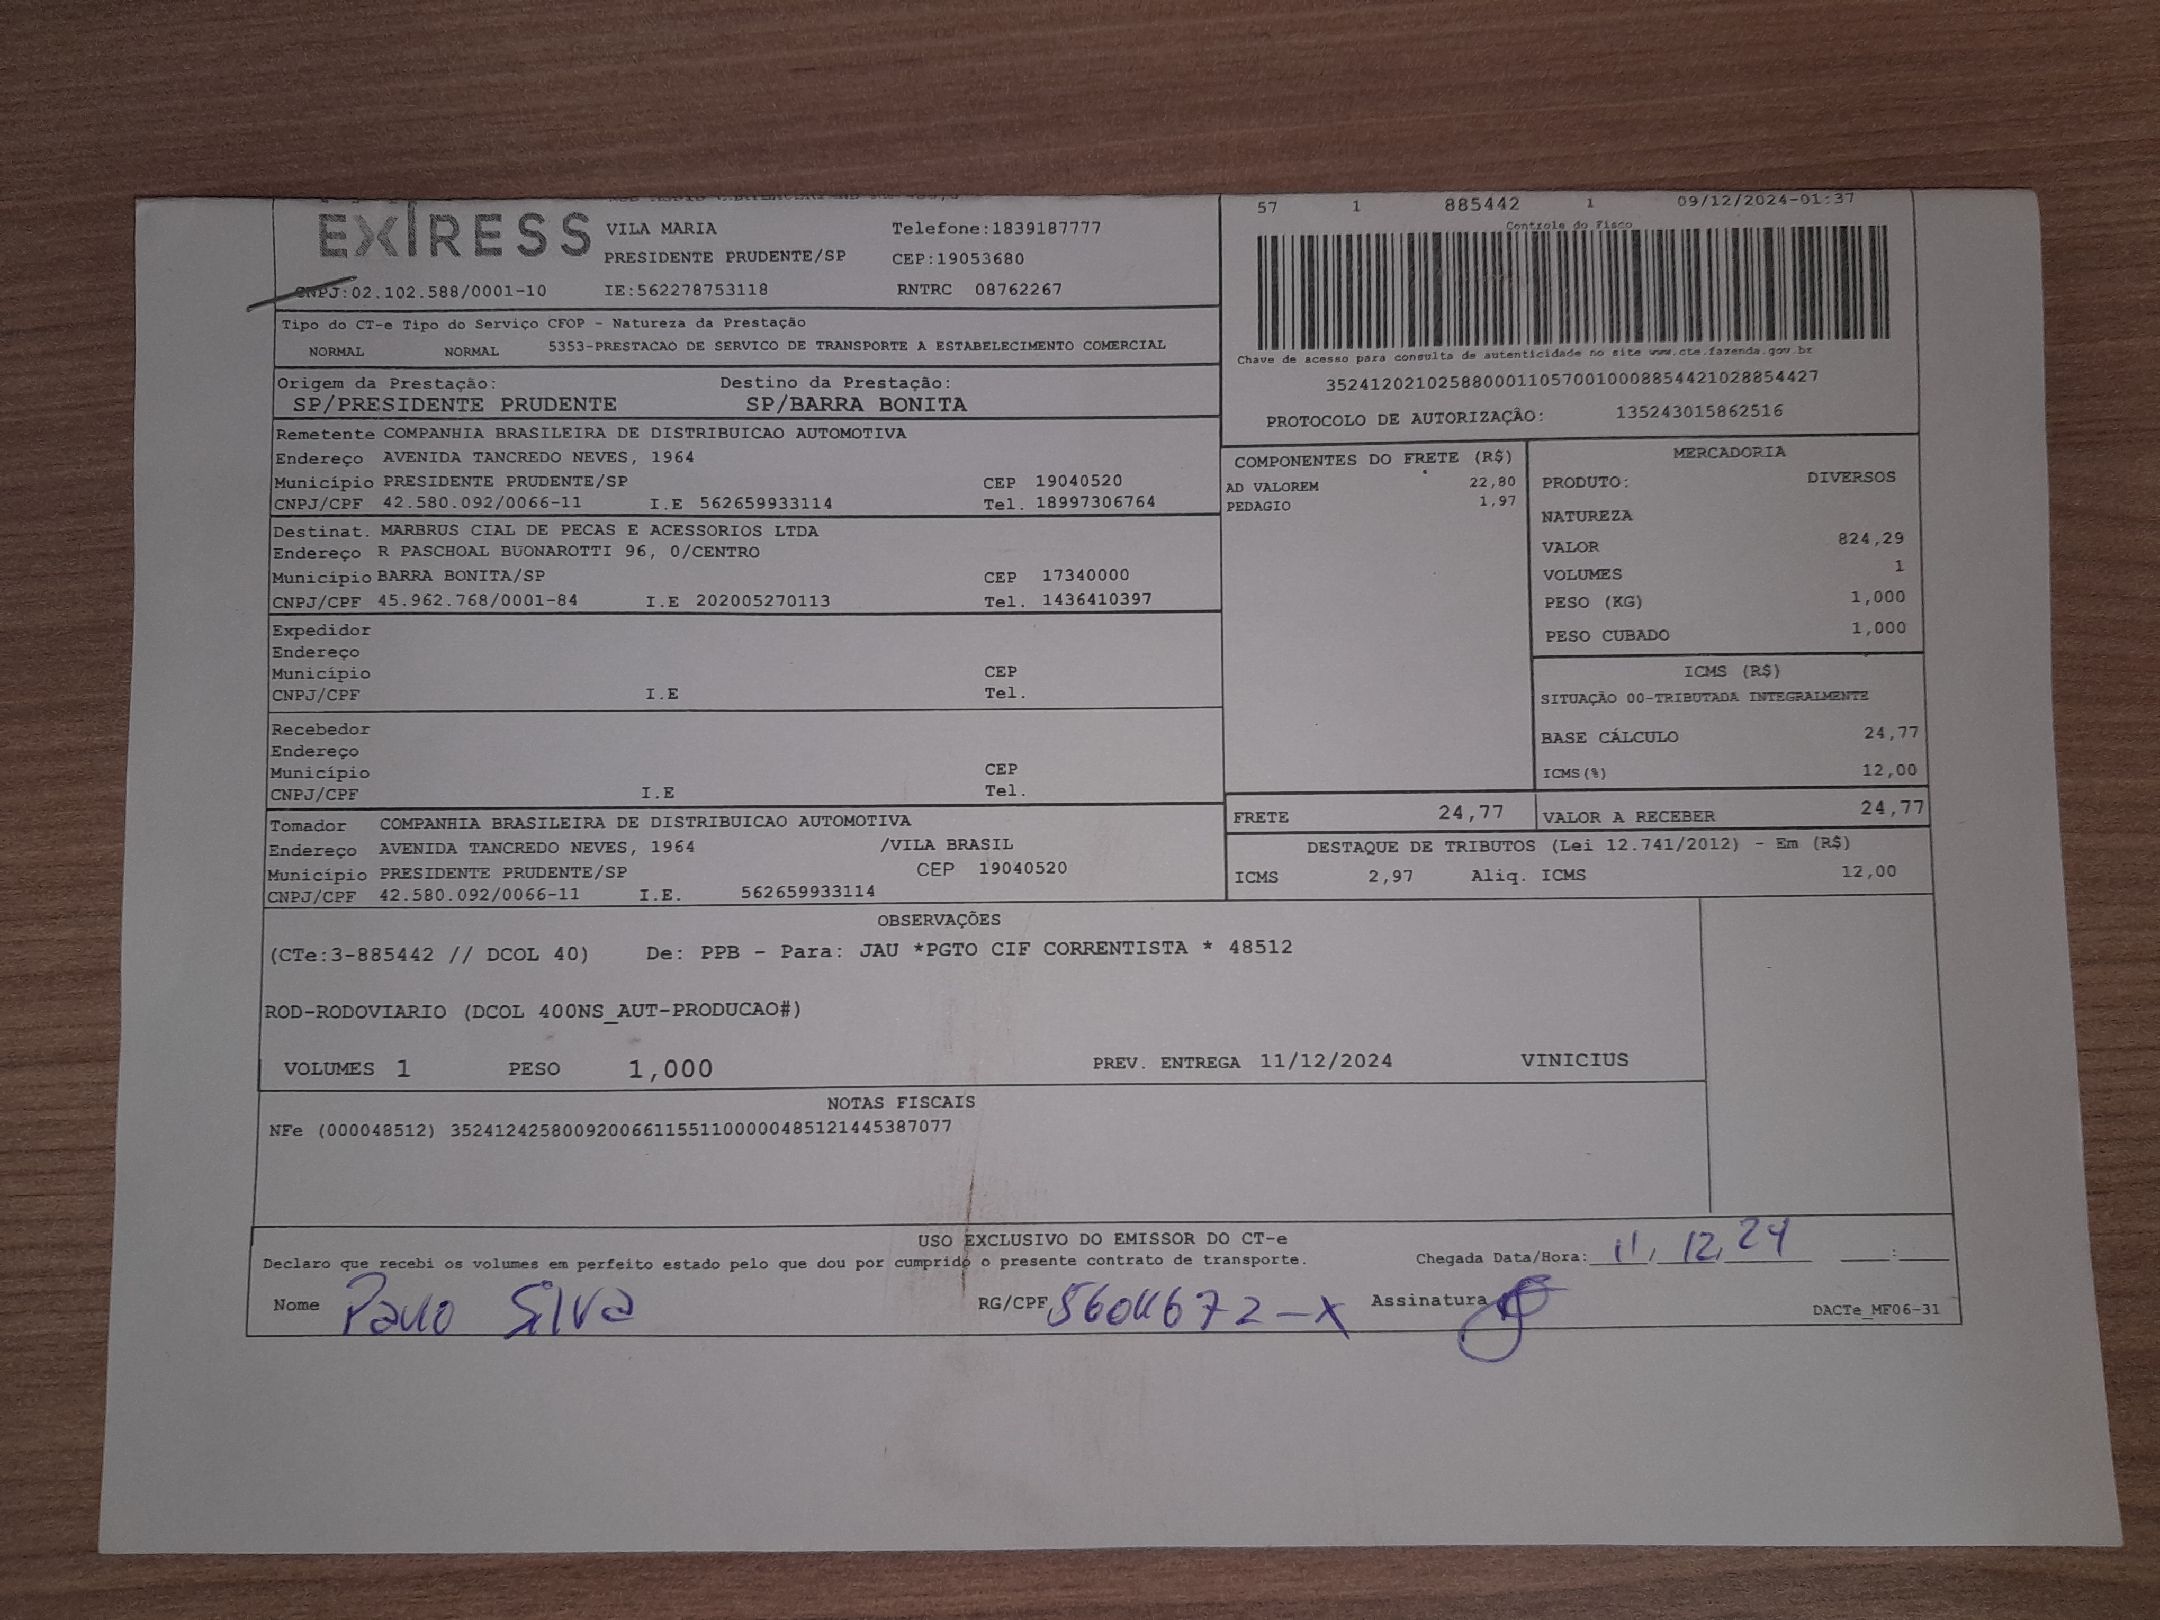 57 1 885442 1 09/12/2024-01:37
EXPRESS VILA MARIA Telefone:1839187777
PRESIDENTE PRUDENTE/SP CEP:19053680
CNPJ:02.102.588/0001-10 IE:562278753118 RNTRC 08762267
Controle do Fisco
Chave de acesso para consulta de autenticidade no site www.cte.fazenda.gov.br
35241202102588000110570010008854421028854427
PROTOCOLO DE AUTORIZAÇÃO: 135243015862516
Tipo do CT-e Tipo do Serviço CFOP - Natureza da Prestação
NORMAL NORMAL 5353-PRESTACAO DE SERVICO DE TRANSPORTE A ESTABELECIMENTO COMERCIAL
Origem da Prestação: Destino da Prestação:
SP/PRESIDENTE PRUDENTE SP/BARRA BONITA
Remetente COMPANHIA BRASILEIRA DE DISTRIBUICAO AUTOMOTIVA
Endereço AVENIDA TANCREDO NEVES, 1964
Município PRESIDENTE PRUDENTE/SP CEP 19040520
CNPJ/CPF 42.580.092/0066-11 I.E 562659933114 Tel. 18997306764
Destinat. MARBRUS CIAL DE PECAS E ACESSORIOS LTDA
Endereço R PASCHOAL BUONAROTTI 96, 0/CENTRO
Município BARRA BONITA/SP CEP 17340000
CNPJ/CPF 45.962.768/0001-84 I.E 202005270113 Tel. 1436410397
Expedidor
Endereço
Município CEP
CNPJ/CPF I.E Tel.
Recebedor
Endereço
Município CEP
CNPJ/CPF I.E Tel.
Tomador COMPANHIA BRASILEIRA DE DISTRIBUICAO AUTOMOTIVA
Endereço AVENIDA TANCREDO NEVES, 1964 /VILA BRASIL
Município PRESIDENTE PRUDENTE/SP CEP 19040520
CNPJ/CPF 42.580.092/0066-11 I.E. 562659933114
COMPONENTES DO FRETE (R$)
AD VALOREM 22,80
PEDAGIO 1,97
MERCADORIA
PRODUTO: DIVERSOS
NATUREZA
VALOR 824,29
VOLUMES 1
PESO (KG) 1,000
PESO CUBADO 1,000
ICMS (R$)
SITUAÇÃO 00-TRIBUTADA INTEGRALMENTE
BASE CÁLCULO 24,77
ICMS(%) 12,00
FRETE 24,77 VALOR A RECEBER 24,77
DESTAQUE DE TRIBUTOS (Lei 12.741/2012) - Em (R$)
ICMS 2,97 Aliq. ICMS 12,00
OBSERVAÇÕES
(CTe:3-885442 // DCOL 40) De: PPB - Para: JAU *PGTO CIF CORRENTISTA * 48512
ROD-RODOVIARIO (DCOL 400NS_AUT-PRODUCAO#)
VOLUMES 1 PESO 1,000 PREV. ENTREGA 11/12/2024 VINICIUS
NOTAS FISCAIS
NFe (000048512) 35241242580092006611551100000485121445387077
USO EXCLUSIVO DO EMISSOR DO CT-e
Declaro que recebi os volumes em perfeito estado pelo que dou por cumprido o presente contrato de transporte. Chegada Data/Hora: 11, 12, 24 :
Nome Paulo Silva RG/CPF 5604672-X Assinatura
DACTe_MF06-31